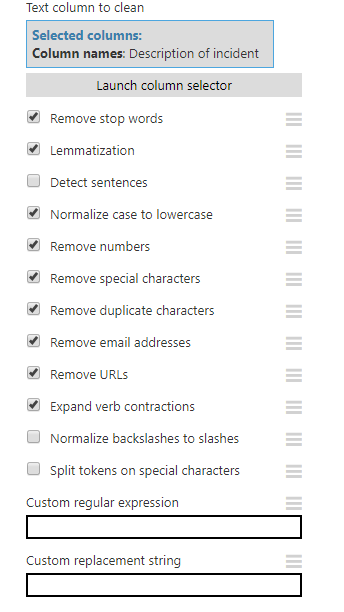 Text column to clean
Selected columns:
Column names: Description of incident
Launch column selector
Remove stop words
Lemmatization
Detect sentences
Normalize case to lowercase
Remove numbers
Remove special characters
Remove duplicate characters
Remove email addresses
Remove URLs
Expand verb contractions
Normalize backslashes to slashes
Split tokens on special characters
Custom regular expression
Custom replacement string